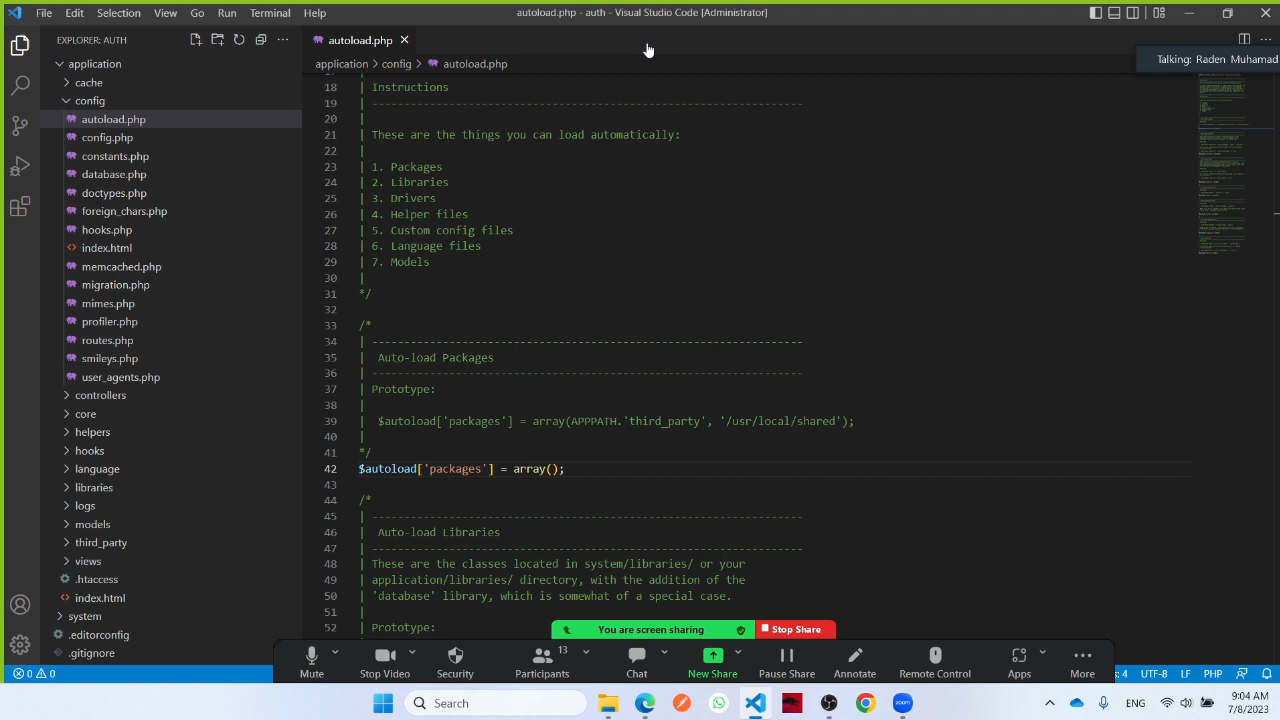 File Edit Selection View Go Run Terminal Help
autoload.php - auth - Visual Studio Code [Administrator]
EXPLORER: AUTH
application
cache
config
autoload.php
config.php
constants.php
database.php
doctypes.php
foreign_chars.php
hooks.php
index.html
memcached.php
migration.php
mimes.php
profiler.php
routes.php
smileys.php
user_agents.php
controllers
core
helpers
hooks
language
libraries
logs
models
third_party
views
.htaccess
index.html
system
.editorconfig
.gitignore
autoload.php
application > config > autoload.php
Talking: Raden Muhamad
18 | Instructions
19 | -------------------------------------------------------------------
20 |
21 | These are the things you can load automatically:
22 |
23 | 1. Packages
24 | 2. Libraries
25 | 3. Drivers
26 | 4. Helper files
27 | 5. Custom config files
28 | 6. Language files
29 | 7. Models
30 |
31 */
32
33 /*
34 | -------------------------------------------------------------------
35 |  Auto-load Packages
36 | -------------------------------------------------------------------
37 | Prototype:
38 |
39 |  $autoload['packages'] = array(APPPATH.'third_party', '/usr/local/shared');
40 |
41 */
42 $autoload['packages'] = array();
43
44 /*
45 | -------------------------------------------------------------------
46 |  Auto-load Libraries
47 | -------------------------------------------------------------------
48 | These are the classes located in system/libraries/ or your
49 | application/libraries/ directory, with the addition of the
50 | 'database' library, which is somewhat of a special case.
51 |
52 | Prototype:
You are screen sharing Stop Share
Mute Stop Video Security Participants 13 Chat New Share Pause Share Annotate Remote Control Apps More
0 0
: 4 UTF-8 LF PHP
Search
zoom
ENG
9:04 AM
7/8/2023